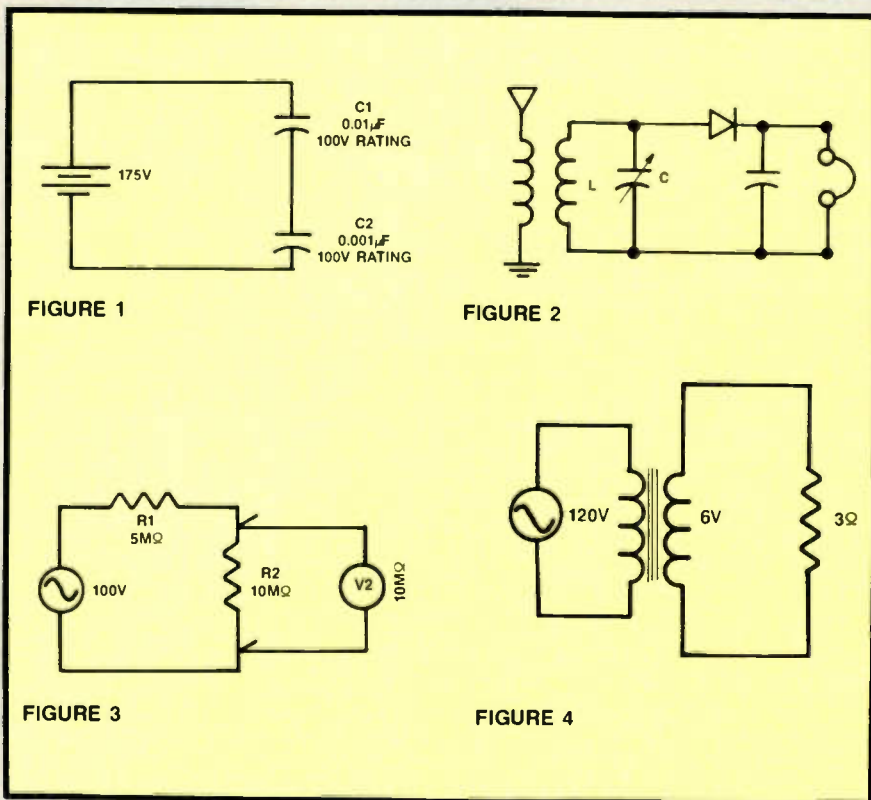 C1
0.01µF
100V RATING
175V
C2
0.001µF
100V RATING
FIGURE 1
L
C
FIGURE 2
R1
5MΩ
100V
R2
10MΩ
V2
10MΩ
FIGURE 3
120V
6V
3Ω
FIGURE 4